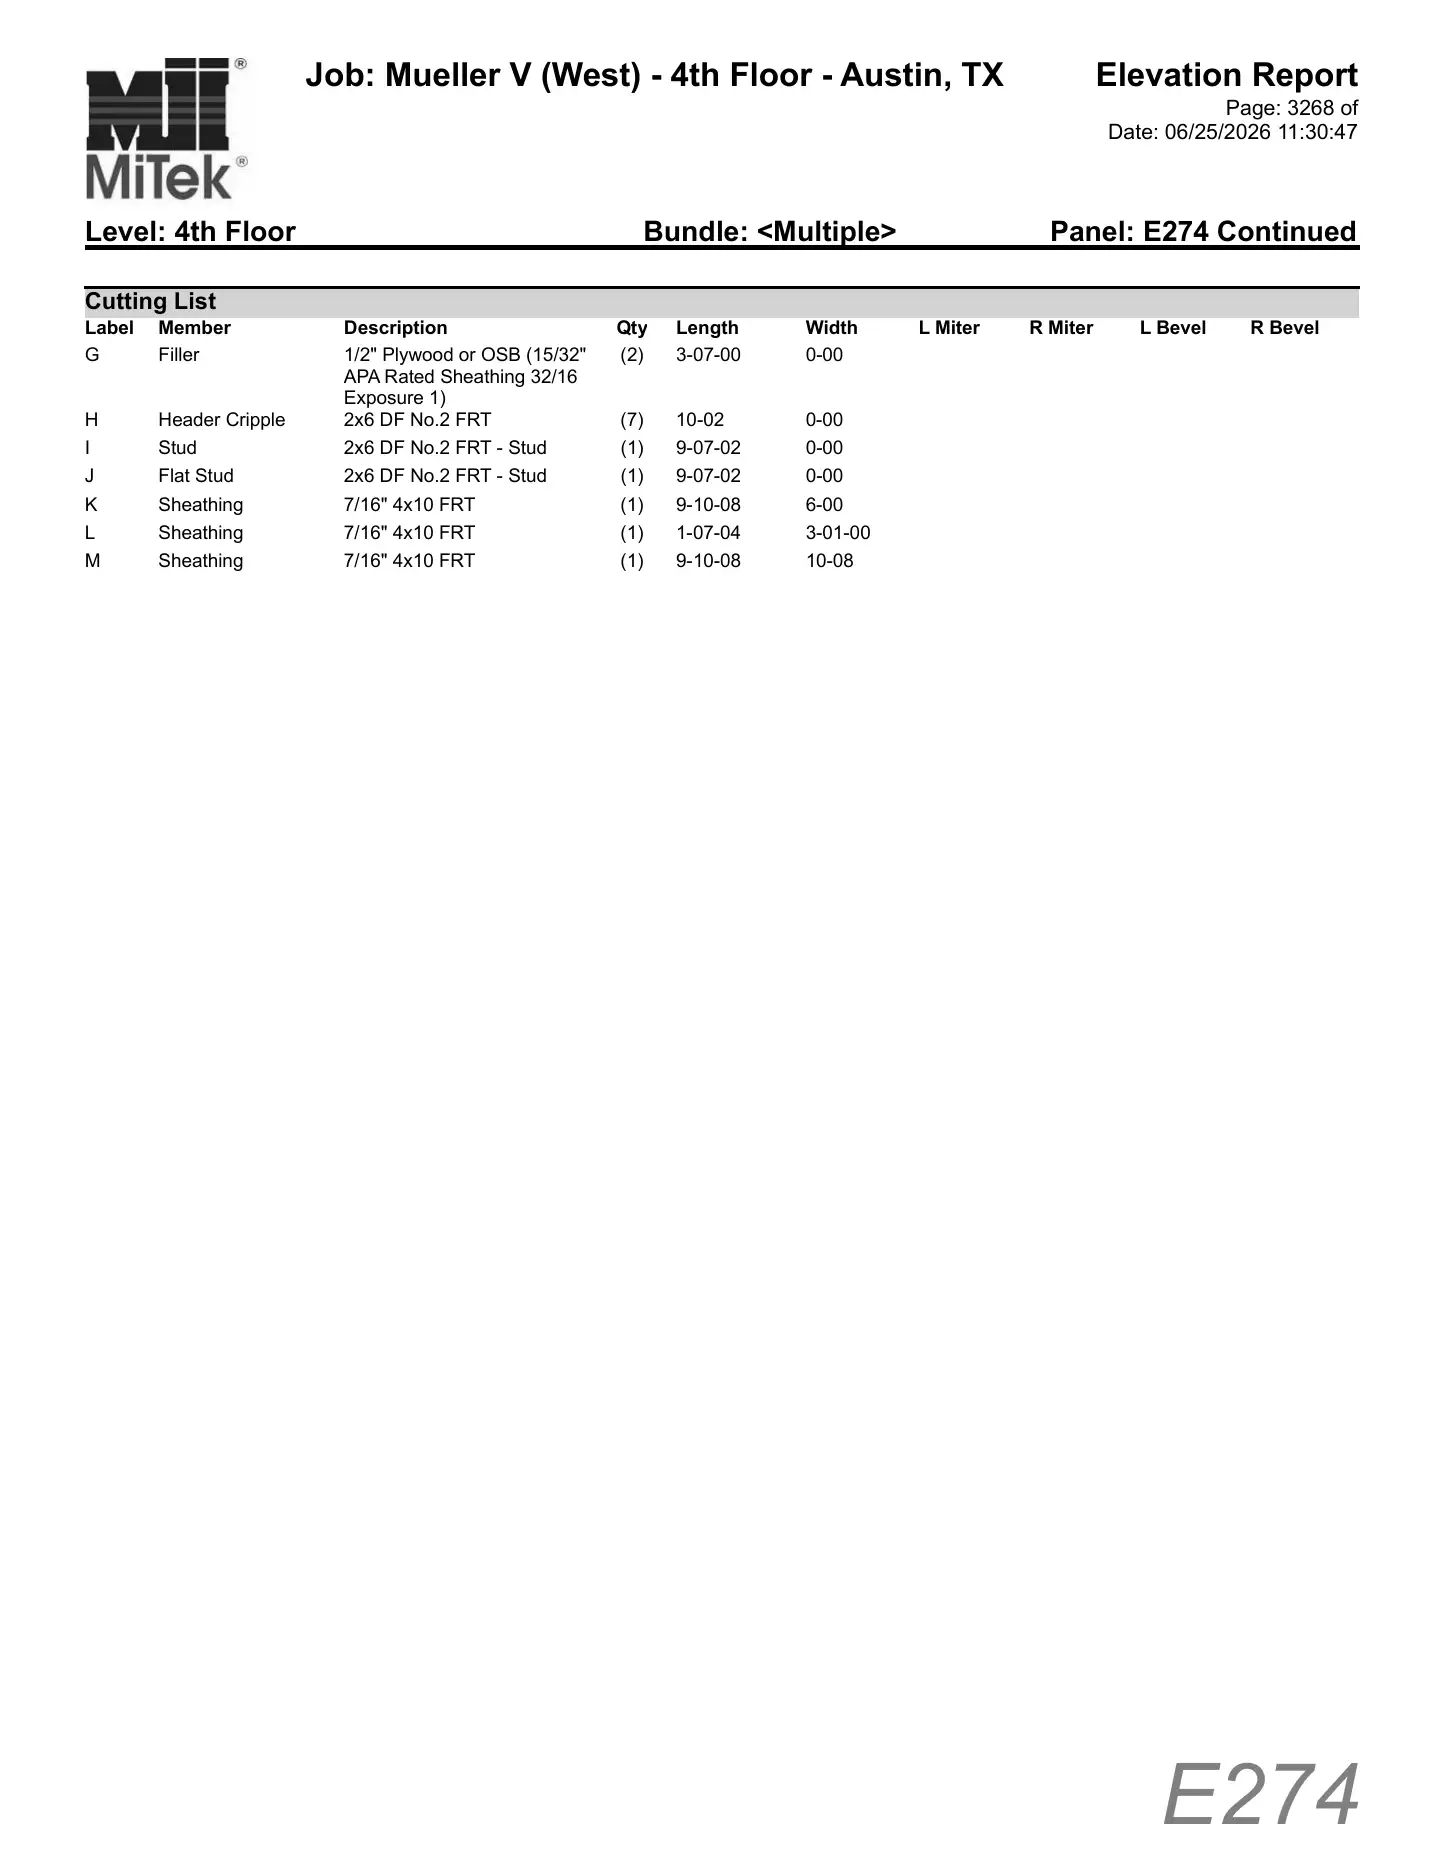 Job: Mueller V (West) - 4th Floor - Austin, TX
Elevation Report
Page: 3268 of
Date: 06/25/2026 11:30:47
MiTek®
Level: 4th Floor Bundle: <Multiple> Panel: E274 Continued
Cutting List
Label Member Description Qty Length Width L Miter R Miter L Bevel R Bevel
G Filler 1/2" Plywood or OSB (15/32" (2) 3-07-00 0-00
APA Rated Sheathing 32/16
Exposure 1)
H Header Cripple 2x6 DF No.2 FRT (7) 10-02 0-00
I Stud 2x6 DF No.2 FRT - Stud (1) 9-07-02 0-00
J Flat Stud 2x6 DF No.2 FRT - Stud (1) 9-07-02 0-00
K Sheathing 7/16" 4x10 FRT (1) 9-10-08 6-00
L Sheathing 7/16" 4x10 FRT (1) 1-07-04 3-01-00
M Sheathing 7/16" 4x10 FRT (1) 9-10-08 10-08
E274